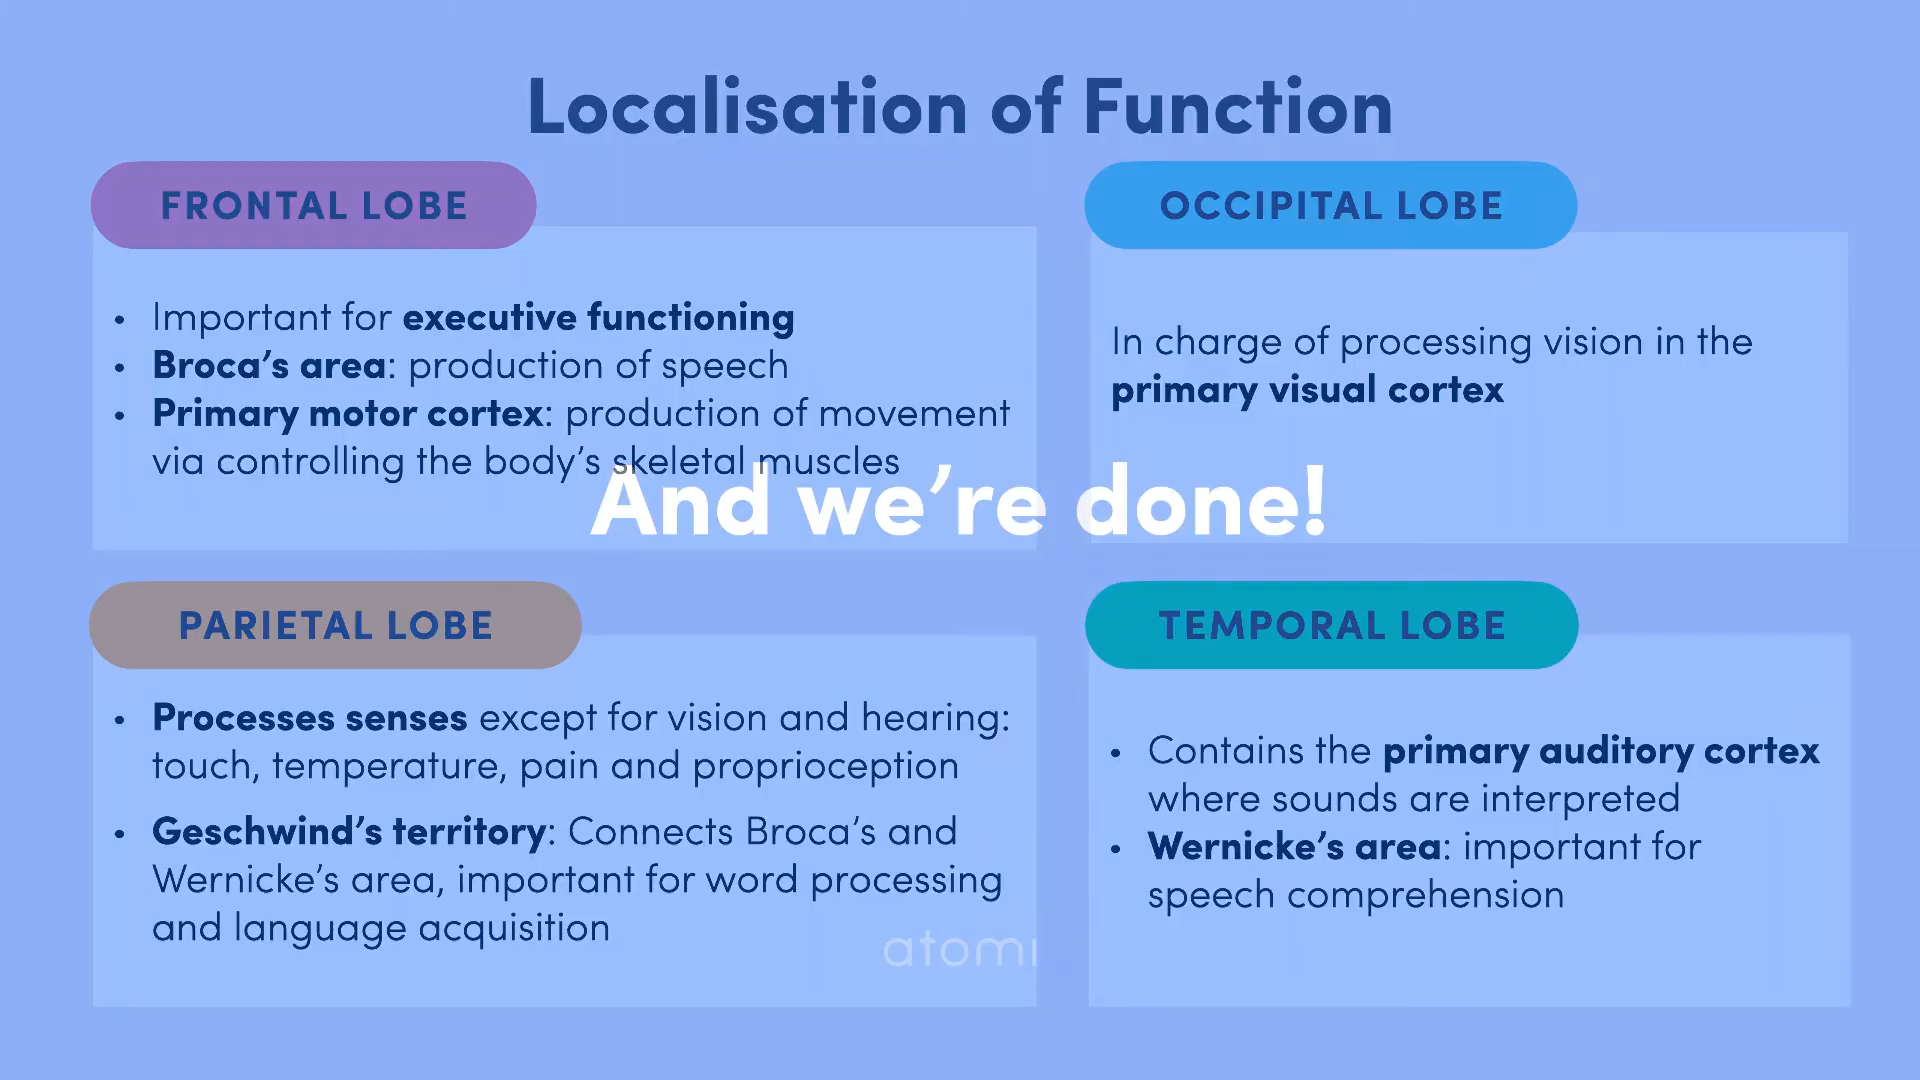 Localisation of Function
FRONTAL LOBE
• Important for executive functioning
• Broca’s area: production of speech
• Primary motor cortex: production of movement
via controlling the body’s skeletal muscles
OCCIPITAL LOBE
In charge of processing vision in the
primary visual cortex
And we’re done!
PARIETAL LOBE
• Processes senses except for vision and hearing:
touch, temperature, pain and proprioception
• Geschwind’s territory: Connects Broca’s and
Wernicke’s area, important for word processing
and language acquisition
TEMPORAL LOBE
• Contains the primary auditory cortex
where sounds are interpreted
• Wernicke’s area: important for
speech comprehension
atomi